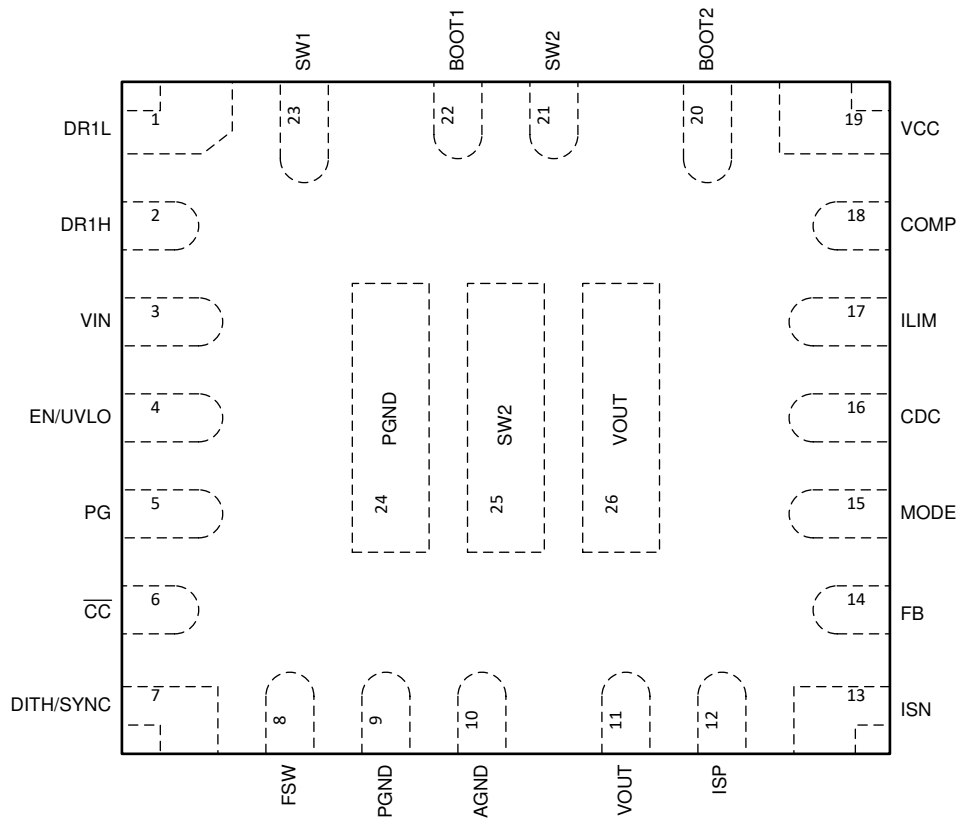 SW1
BOOT1
SW2
BOOT2
23
22
21
20
DR1L
1
19
VCC
DR1H
2
18
COMP
VIN
3
17
ILIM
EN/UVLO
4
16
CDC
PG
5
15
MODE
C̅C̅
6
14
FB
DITH/SYNC
7
13
ISN
PGND
24
SW2
25
VOUT
26
8
9
10
11
12
FSW
PGND
AGND
VOUT
ISP